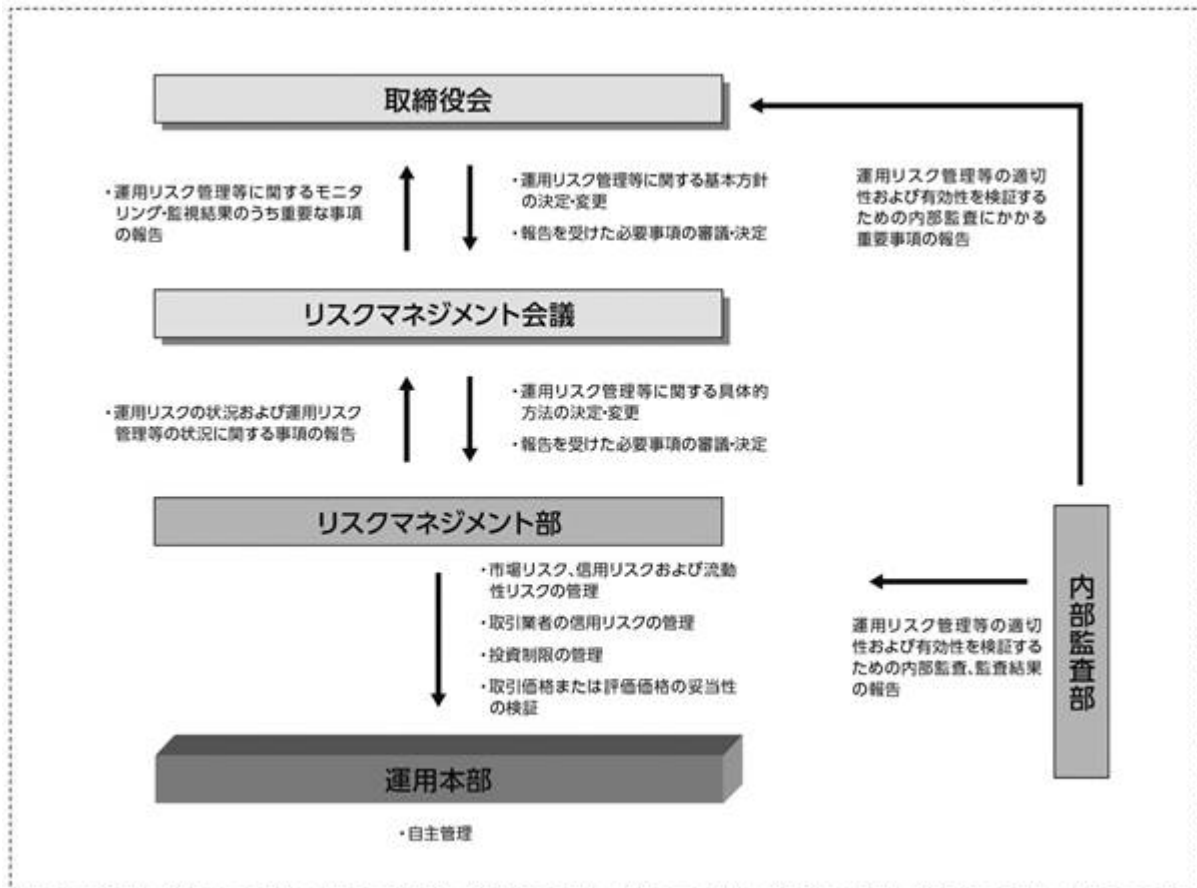 取締役会
・運用リスク管理等に関するモニタ
リング・監視結果のうち重要な事項
の報告
・運用リスク管理等に関する基本方針
の決定・変更
・報告を受けた必要事項の審議・決定
運用リスク管理等の適切
性および有効性を検証す
るための内部監査にかかる
重要事項の報告
リスクマネジメント会議
・運用リスクの状況および運用リスク
管理等の状況に関する事項の報告
・運用リスク管理等に関する具体的
方法の決定・変更
・報告を受けた必要事項の審議・決定
リスクマネジメント部
・市場リスク、信用リスクおよび流動
性リスクの管理
・取引業者の信用リスクの管理
・投資制限の管理
・取引価格または評価価格の妥当性
の検証
運用リスク管理等の適切
性および有効性を検証する
ための内部監査、監査結果
の報告
内部監査部
運用本部
・自主管理